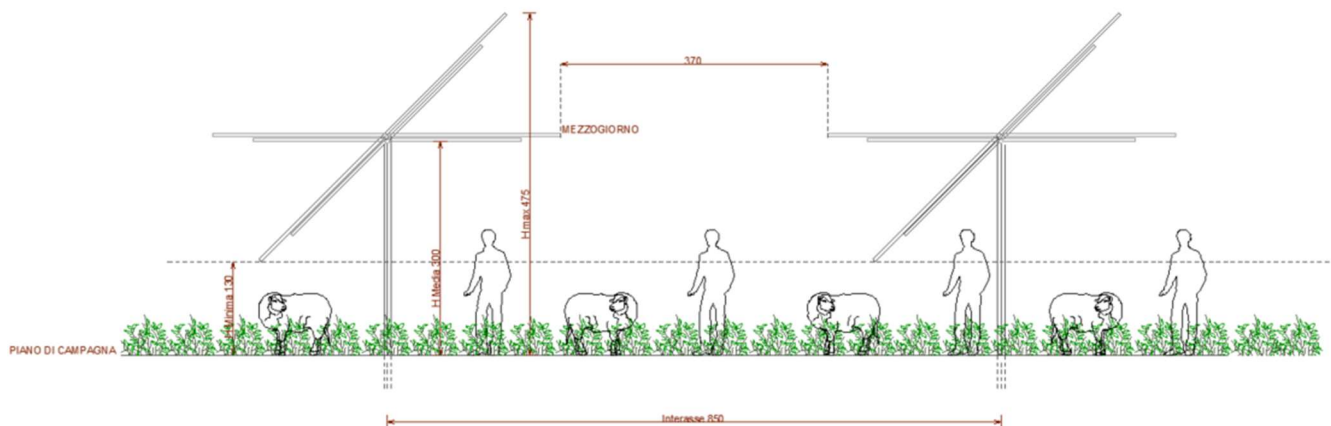 370
MEZZOGIORNO
H max 475
H Media 300
H Minima 130
PIANO DI CAMPAGNA
Interasse 850